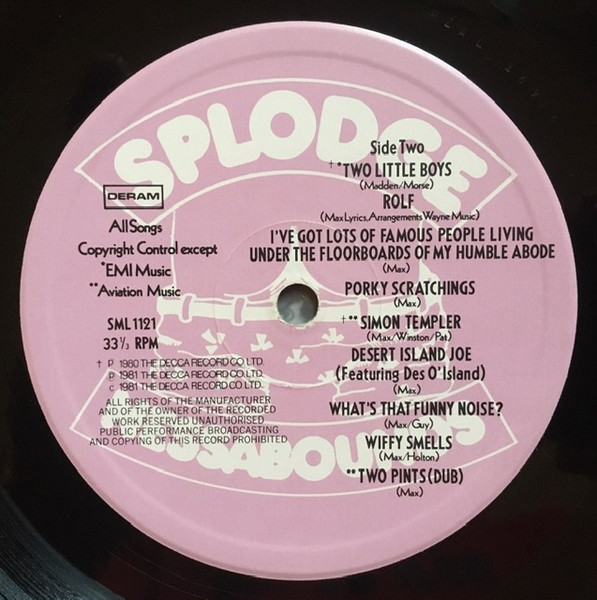 SPLODGE
DERAM
All Songs
Copyright Control except
*EMI Music
**Aviation Music
SML 1121
33⅓ RPM
† p 1980 THE DECCA RECORD CO. LTD.
p 1981 THE DECCA RECORD CO. LTD.
c 1981 THE DECCA RECORD CO. LTD.
ALL RIGHTS OF THE MANUFACTURER
AND OF THE OWNER OF THE RECORDED
WORK RESERVED UNAUTHORISED
PUBLIC PERFORMANCE BROADCASTING
AND COPYING OF THIS RECORD PROHIBITED
Side Two
†*TWO LITTLE BOYS
(Madden/Morse)
ROLF
(Max Lyrics, Arrangements Wayne Music)
I'VE GOT LOTS OF FAMOUS PEOPLE LIVING
UNDER THE FLOORBOARDS OF MY HUMBLE ABODE
(Max)
PORKY SCRATCHINGS
(Max)
†**SIMON TEMPLER
(Max/Winston/Pat)
DESERT ISLAND JOE
(Featuring Des O'Island)
(Max)
WHAT'S THAT FUNNY NOISE?
(Max/Guy)
WIFFY SMELLS
(Max/Holton)
**TWO PINTS (DUB)
(Max)